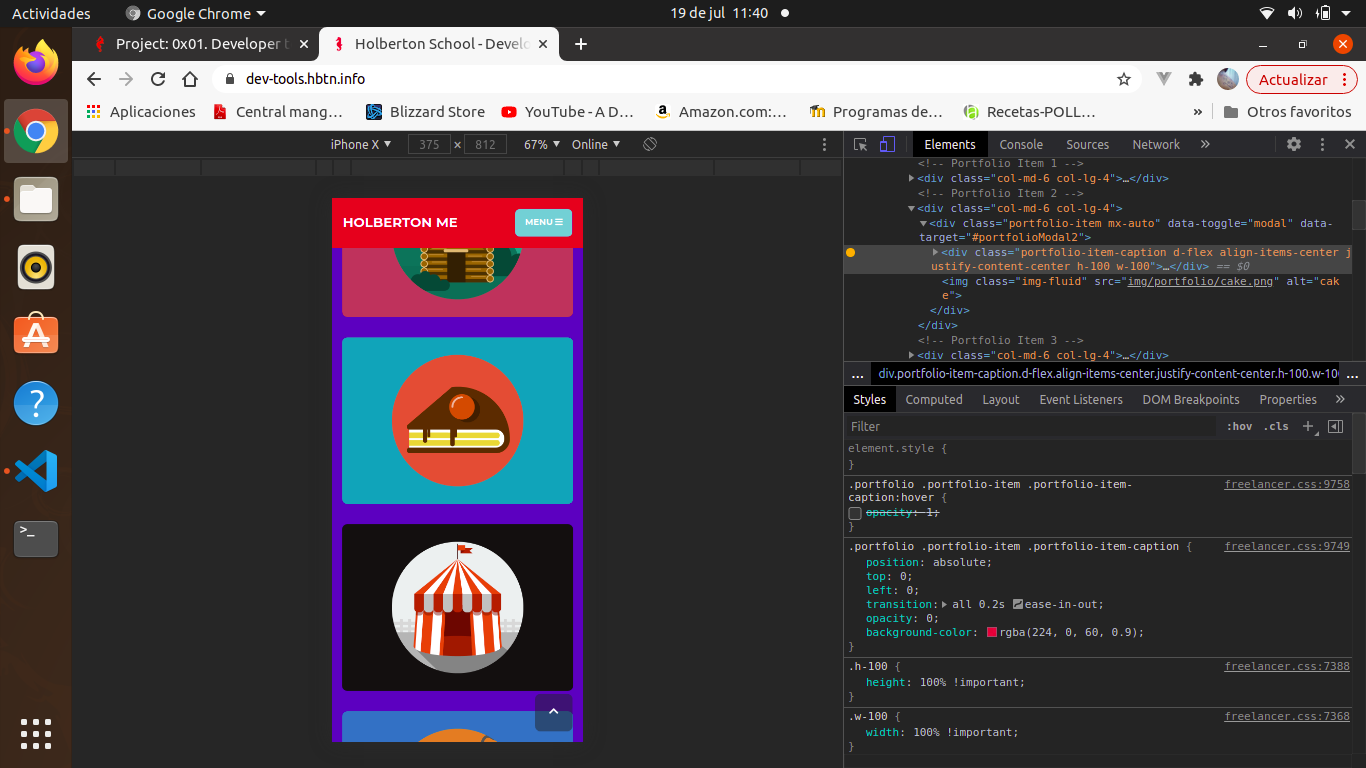 Actividades Google Chrome 19 de jul 11:40
Project: 0x01. Developer t Holberton School - Develo
dev-tools.hbtn.info Actualizar
Aplicaciones Central mang… Blizzard Store YouTube - A D… Amazon.com:… Programas de… Recetas-POLL… » Otros favoritos
iPhone X 375 × 812 67% Online
HOLBERTON ME MENU
Elements Console Sources Network »
<!-- Portfolio Item 1 -->
<div class="col-md-6 col-lg-4">…</div>
<!-- Portfolio Item 2 -->
<div class="col-md-6 col-lg-4">
<div class="portfolio-item mx-auto" data-toggle="modal" data-
target="#portfolioModal2">
<div class="portfolio-item-caption d-flex align-items-center j
ustify-content-center h-100 w-100">…</div> == $0
<img class="img-fluid" src="img/portfolio/cake.png" alt="cak
e">
</div>
</div>
<!-- Portfolio Item 3 -->
<div class="col-md-6 col-lg-4">…</div>
… div.portfolio-item-caption.d-flex.align-items-center.justify-content-center.h-100.w-10 …
Styles Computed Layout Event Listeners DOM Breakpoints Properties »
Filter :hov .cls +
element.style {
}
.portfolio .portfolio-item .portfolio-item- freelancer.css:9758
caption:hover {
opacity: 1;
}
.portfolio .portfolio-item .portfolio-item-caption { freelancer.css:9749
position: absolute;
top: 0;
left: 0;
transition: all 0.2s ease-in-out;
opacity: 0;
background-color: rgba(224, 0, 60, 0.9);
}
.h-100 { freelancer.css:7388
height: 100% !important;
}
.w-100 { freelancer.css:7368
width: 100% !important;
}